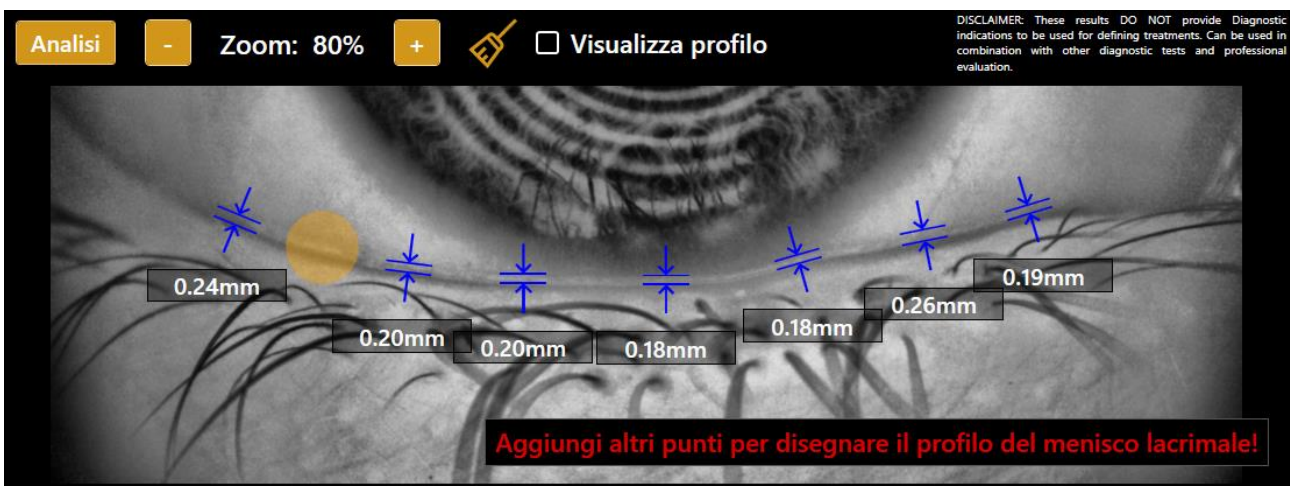 Analisi
-
Zoom: 80%
+
Visualizza profilo
DISCLAIMER: These results DO NOT provide Diagnostic
indications to be used for defining treatments. Can be used in
combination with other diagnostic tests and professional
evaluation.
0.24mm
0.20mm
0.20mm
0.18mm
0.18mm
0.26mm
0.19mm
Aggiungi altri punti per disegnare il profilo del menisco lacrimale!